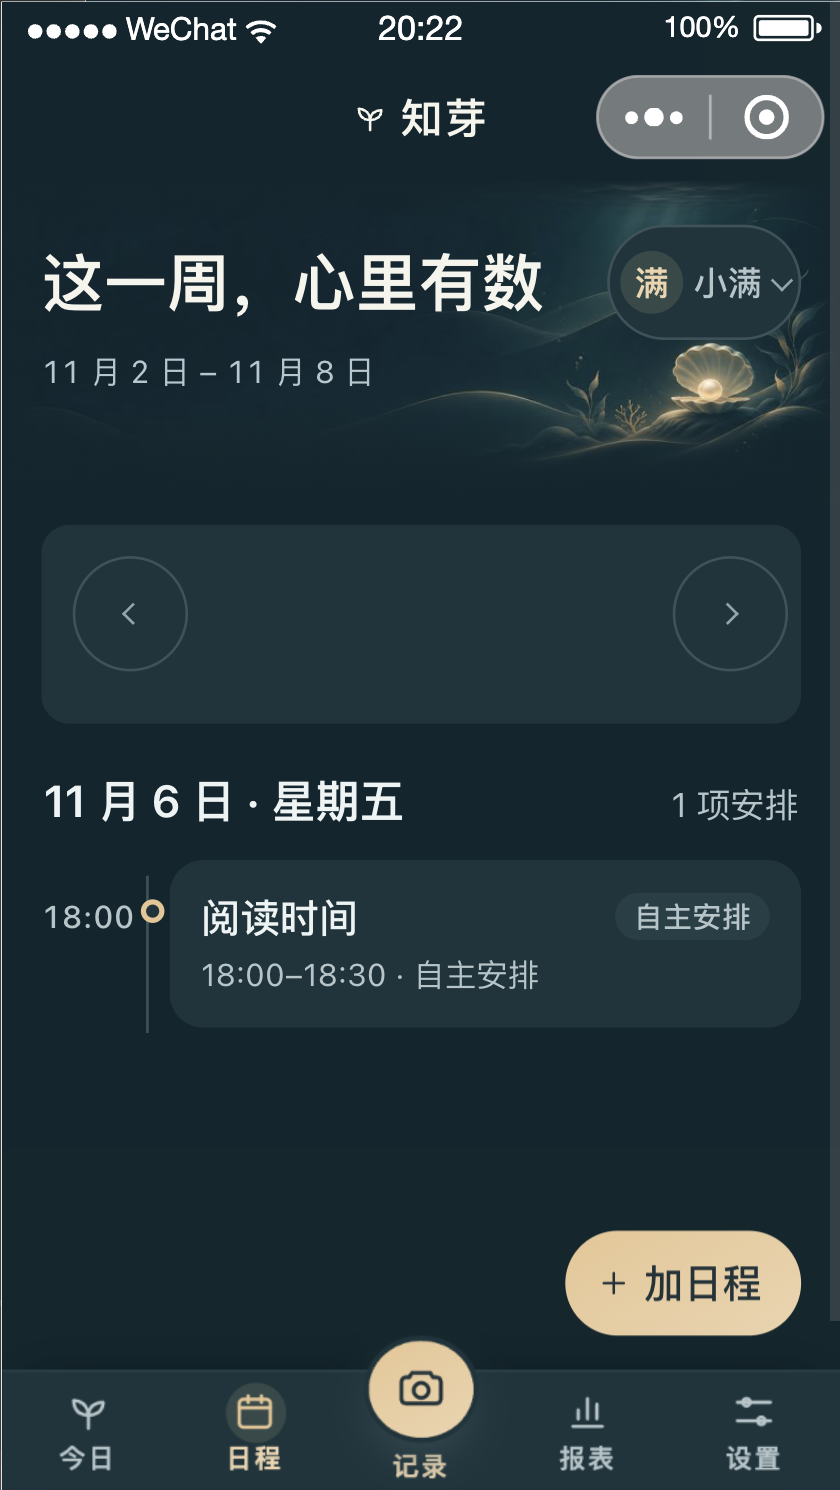 WeChat 20:22 100%
知芽
这一周，心里有数
满 小满
11 月 2 日 – 11 月 8 日
11 月 6 日 · 星期五 1 项安排
18:00 阅读时间 自主安排
18:00–18:30 · 自主安排
+ 加日程
今日 日程 记录 报表 设置